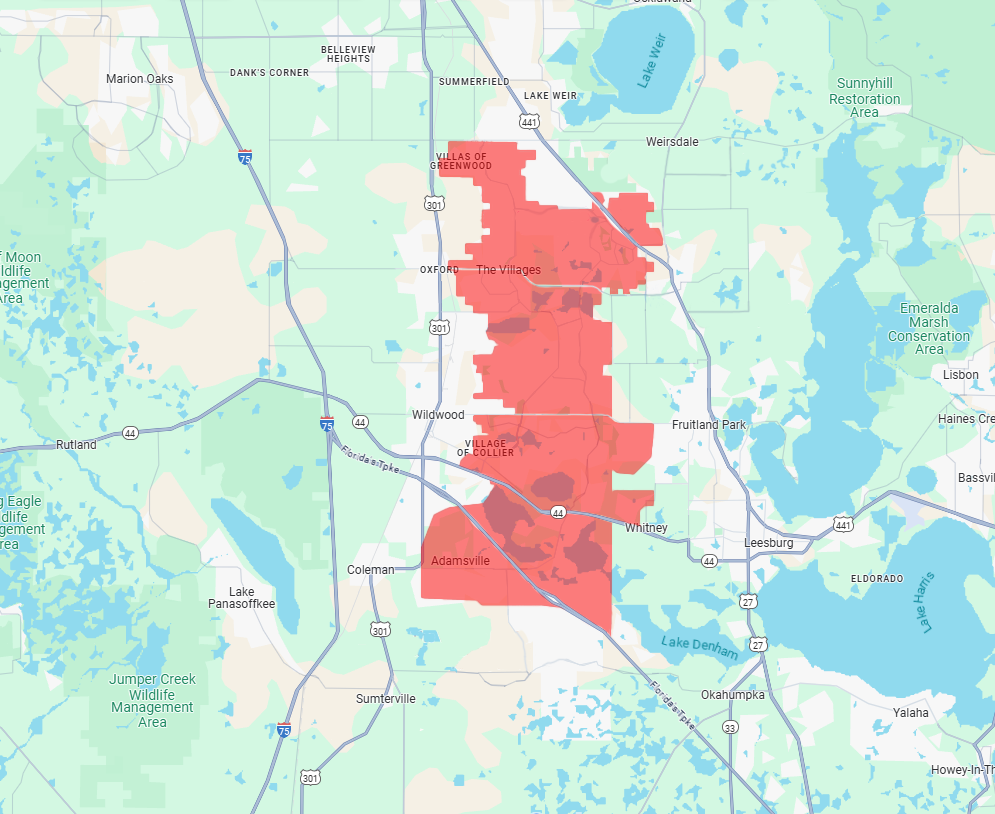 Ocklawaha
BELLEVIEW
HEIGHTS
Marion Oaks
DANK'S CORNER
SUMMERFIELD
LAKE WEIR
Lake Weir
Sunnyhill
Restoration
Area
441
Weirsdale
75
VILLAS OF
GREENWOOD
301
f Moon
ildlife
agement
Area
OXFORD
The Villages
301
Emeralda
Marsh
Conservation
Area
Lisbon
Wildwood
Haines Cre
44
75
44
Fruitland Park
Rutland
VILLAGE
OF COLLIER
Florida's Tpke
Bassvil
g Eagle
ldlife
gement
rea
44
Whitney
441
Leesburg
44
Adamsville
Coleman
ELDORADO
Lake Harris
Lake
Panasoffkee
27
301
Lake Denham
27
Jumper Creek
Wildlife
Management
Area
Sumterville
Florida's Tpke
Okahumpka
Yalaha
33
75
301
Howey-In-Th